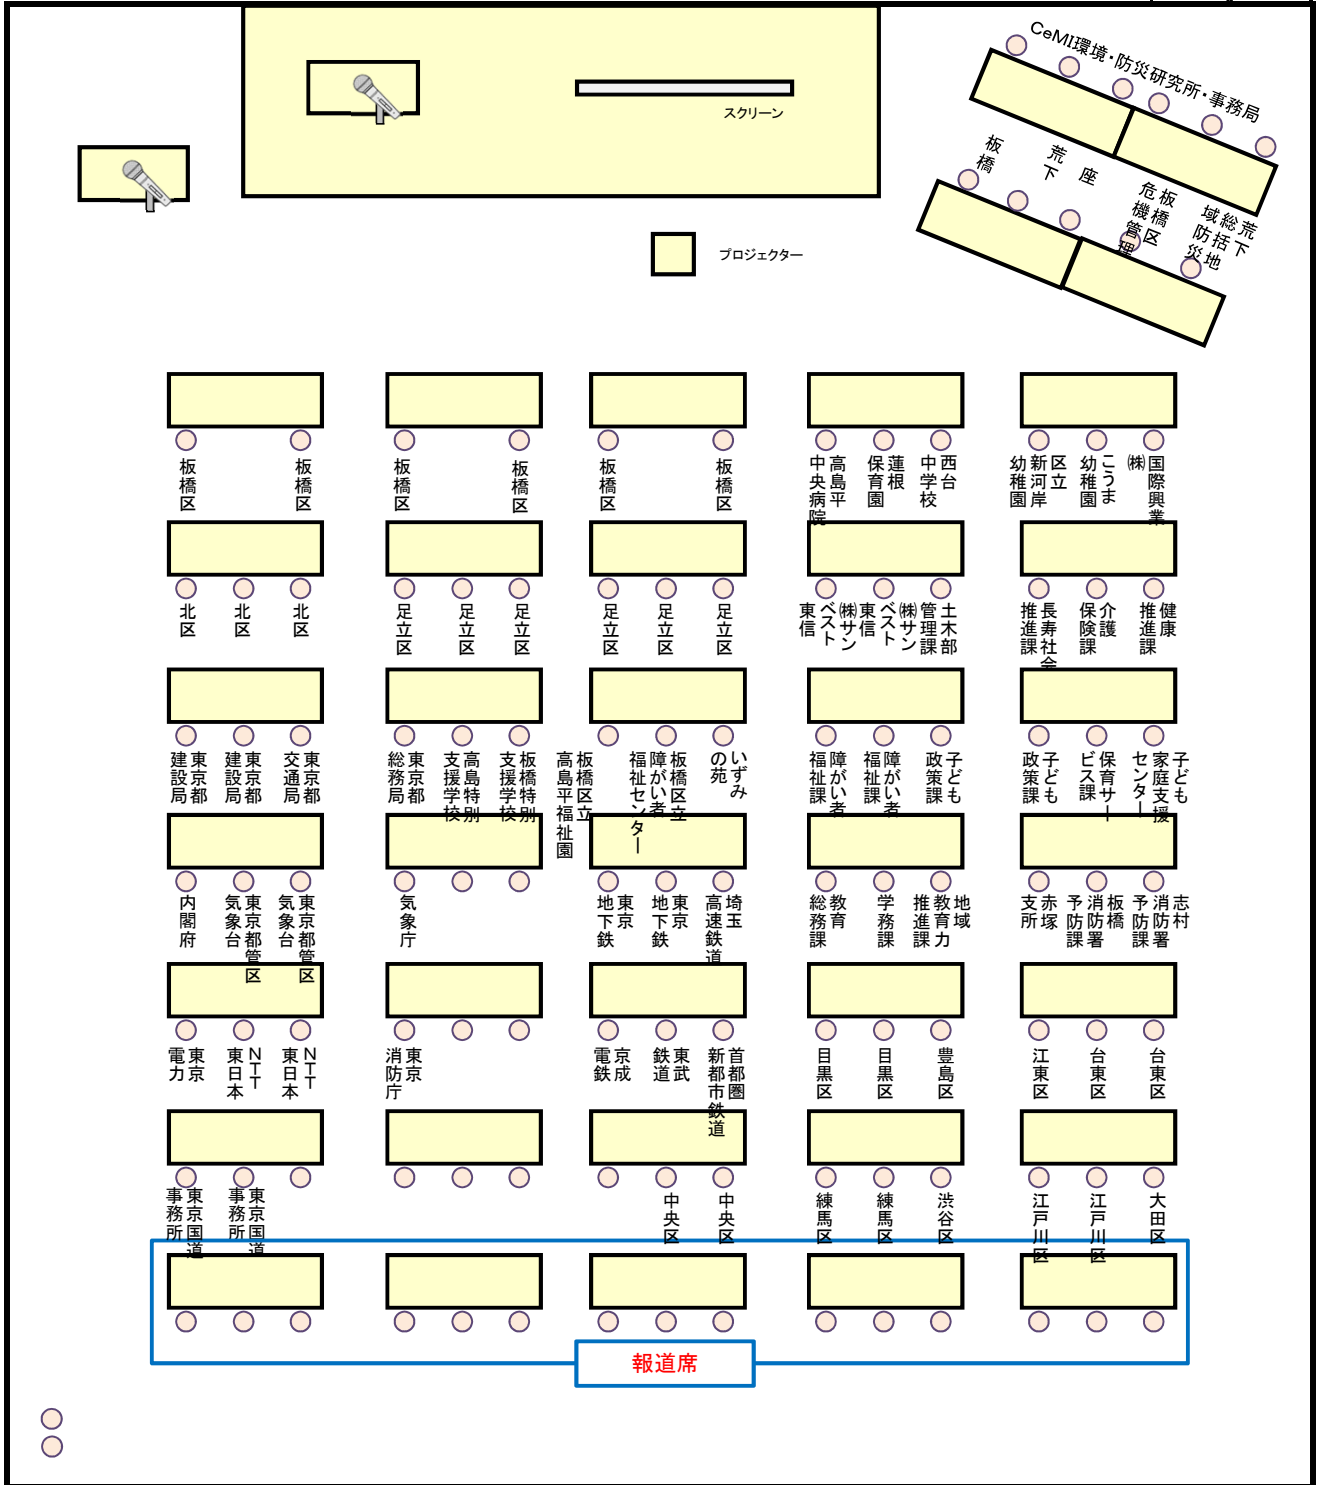 CeMI環境・防災研究所・事務局
スクリーン
プロジェクター
板橋
荒下
座
板橋区
危機管理
荒下
総括地
域防災
板橋区
板橋区
板橋区
板橋区
板橋区
板橋区
高島平
中央病院
蓮根
保育園
西台
中学校
区立
新河岸
幼稚園
こうま
幼稚園
国際興業
㈱
北区
北区
北区
足立区
足立区
足立区
足立区
足立区
足立区
㈱サン
ベスト
東信
㈱サン
ベスト
東信
土木部
管理課
長寿社会
推進課
介護
保険課
健康
推進課
東京都
建設局
東京都
建設局
東京都
交通局
東京都
総務局
高島特別
支援学校
板橋特別
支援学校
板橋区立
高島平福祉園
板橋区立
障がい者
福祉センター
いずみ
の苑
障がい者
福祉課
障がい者
福祉課
子ども
政策課
子ども
政策課
保育サー
ビス課
子ども
家庭支援
センター
内閣府
東京都管区
気象台
東京都管区
気象台
気象庁
東京
地下鉄
東京
地下鉄
埼玉
高速鉄道
教育
総務課
学務課
地域
教育力
推進課
赤塚
支所
板橋
消防署
予防課
志村
消防署
予防課
東京
電力
NTT
東日本
NTT
東日本
東京
消防庁
京成
電鉄
東武
鉄道
首都圏
新都市鉄道
目黒区
目黒区
豊島区
江東区
台東区
台東区
東京国道
事務所
東京国道
事務所
中央区
中央区
練馬区
練馬区
渋谷区
江戸川区
江戸川区
大田区
報道席